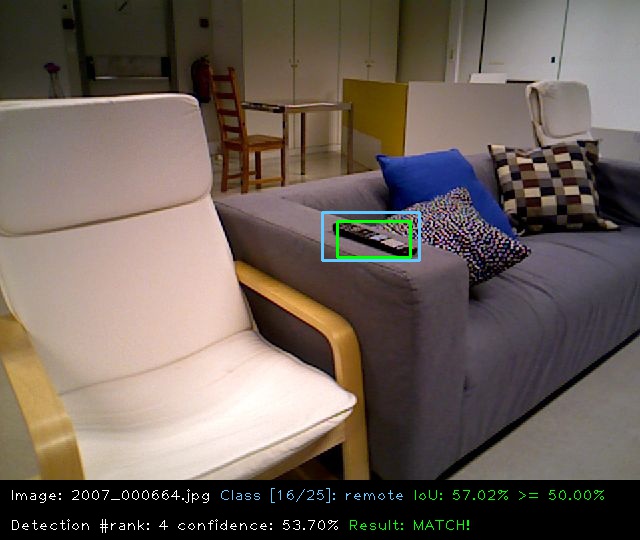 Image: 2007_000664.jpg Class [16/25]: remote IoU: 57.02% >= 50.00%
Detection #rank: 4 confidence: 53.70% Result: MATCH!